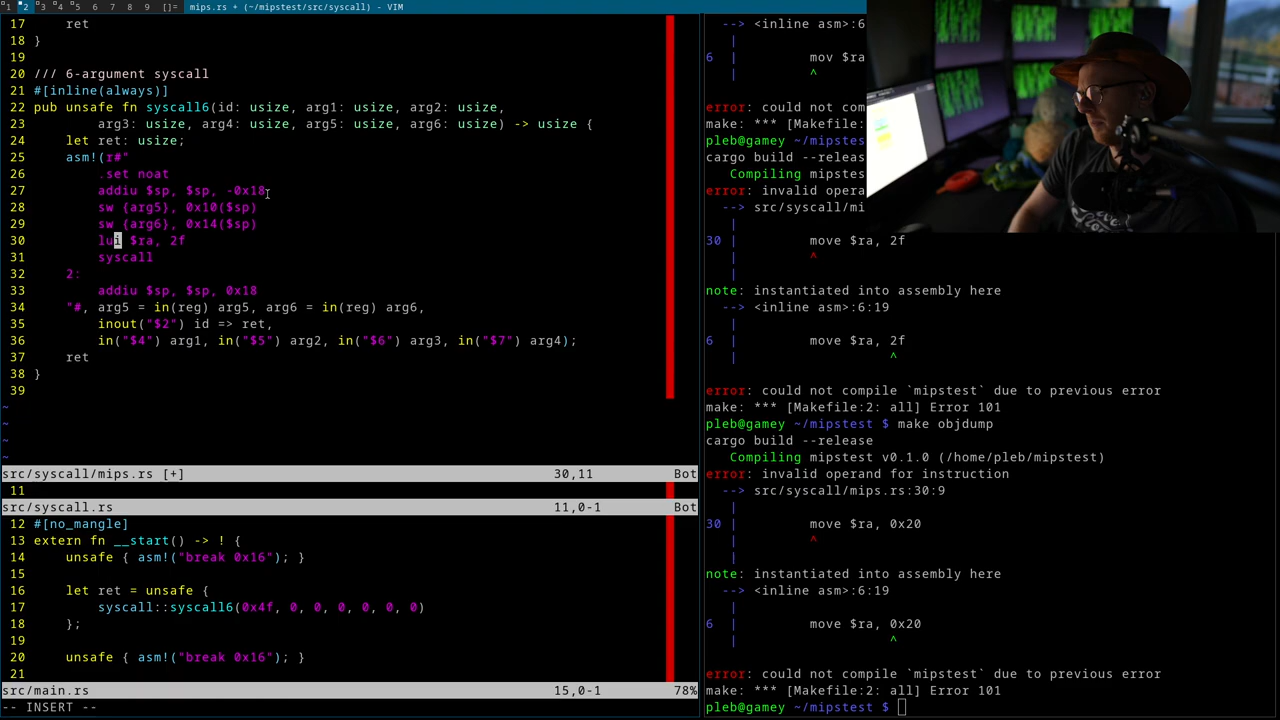 1 2 3 4 5 6 7 8 9 []= mips.rs + (~/mipstest/src/syscall) - VIM
17     ret
18 }
19
20 /// 6-argument syscall
21 #[inline(always)]
22 pub unsafe fn syscall6(id: usize, arg1: usize, arg2: usize,
23         arg3: usize, arg4: usize, arg5: usize, arg6: usize) -> usize {
24     let ret: usize;
25     asm!(r#"
26         .set noat
27         addiu $sp, $sp, -0x18
28         sw {arg5}, 0x10($sp)
29         sw {arg6}, 0x14($sp)
30         lui $ra, 2f
31         syscall
32     2:
33         addiu $sp, $sp, 0x18
34     "#, arg5 = in(reg) arg5, arg6 = in(reg) arg6,
35         inout("$2") id => ret,
36         in("$4") arg1, in("$5") arg2, in("$6") arg3, in("$7") arg4);
37     ret
38 }
39
~
~
~
~
src/syscall/mips.rs [+] 30,11 Bot
11
src/syscall.rs 11,0-1 Bot
12 #[no_mangle]
13 extern fn __start() -> ! {
14     unsafe { asm!("break 0x16"); }
15
16     let ret = unsafe {
17         syscall::syscall6(0x4f, 0, 0, 0, 0, 0, 0)
18     };
19
20     unsafe { asm!("break 0x16"); }
21
src/main.rs 15,0-1 78%
-- INSERT --
--> <inline asm>:6
|
6 | mov $ra
| ^
error: could not com
make: *** [Makefile:
pleb@gamey ~/mipstes
cargo build --releas
Compiling mipstes
error: invalid opera
--> src/syscall/mi
|
30 | move $ra, 2f
| ^
|
note: instantiated into assembly here
--> <inline asm>:6:19
|
6 | move $ra, 2f
| ^
error: could not compile `mipstest` due to previous error
make: *** [Makefile:2: all] Error 101
pleb@gamey ~/mipstest $ make objdump
cargo build --release
Compiling mipstest v0.1.0 (/home/pleb/mipstest)
error: invalid operand for instruction
--> src/syscall/mips.rs:30:9
|
30 | move $ra, 0x20
| ^
|
note: instantiated into assembly here
--> <inline asm>:6:19
|
6 | move $ra, 0x20
| ^
error: could not compile `mipstest` due to previous error
make: *** [Makefile:2: all] Error 101
pleb@gamey ~/mipstest $